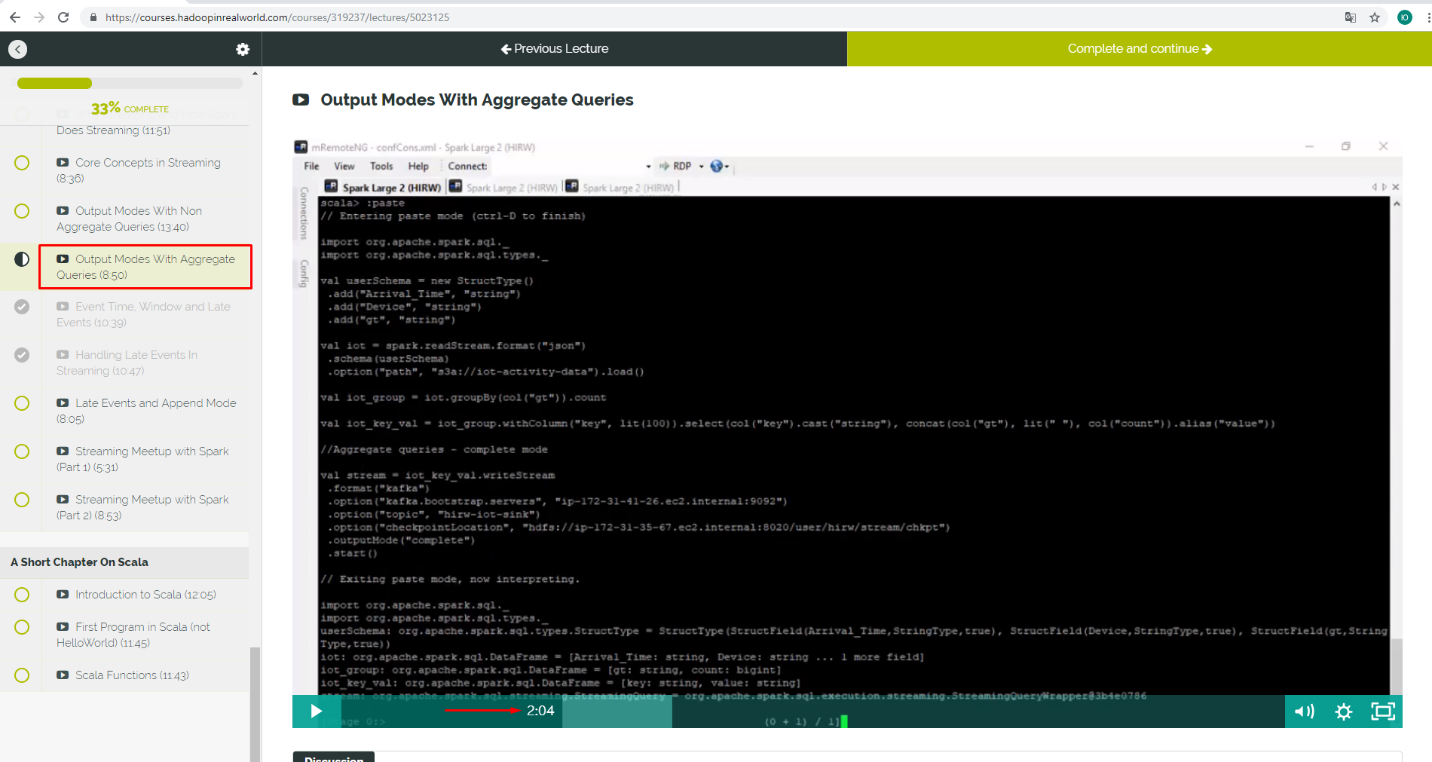 https://courses.hadoopinrealworld.com/courses/319237/lectures/5023125
IO
Previous Lecture
Complete and continue
33% COMPLETE
Does Streaming (11:51)
Core Concepts in Streaming
(8:36)
Output Modes With Non
Aggregate Queries (13:40)
Output Modes With Aggregate
Queries (8:50)
Event Time, Window and Late
Events (10:39)
Handling Late Events In
Streaming (10:47)
Late Events and Append Mode
(8:05)
Streaming Meetup with Spark
(Part 1) (5:31)
Streaming Meetup with Spark
(Part 2) (8:53)
A Short Chapter On Scala
Introduction to Scala (12:05)
First Program in Scala (not
HelloWorld) (11:45)
Scala Functions (11:43)
Output Modes With Aggregate Queries
mRemoteNG - confCons.xml - Spark Large 2 (HIRW)
File View Tools Help Connect: RDP
Spark Large 2 (HIRW) Spark Large 2 (HIRW) Spark Large 2 (HIRW)
Connections
Config
scala> :paste
// Entering paste mode (ctrl-D to finish)
import org.apache.spark.sql._
import org.apache.spark.sql.types._
val userSchema = new StructType()
.add("Arrival_Time", "string")
.add("Device", "string")
.add("gt", "string")
val iot = spark.readStream.format("json")
.schema(userSchema)
.option("path", "s3a://iot-activity-data").load()
val iot_group = iot.groupBy(col("gt")).count
val iot_key_val = iot_group.withColumn("key", lit(100)).select(col("key").cast("string"), concat(col("gt"), lit(" "), col("count")).alias("value"))
//Aggregate queries - complete mode
val stream = iot_key_val.writeStream
.format("kafka")
.option("kafka.bootstrap.servers", "ip-172-31-41-26.ec2.internal:9092")
.option("topic", "hirw-iot-sink")
.option("checkpointLocation", "hdfs://ip-172-31-35-67.ec2.internal:8020/user/hirw/stream/chkpt")
.outputMode("complete")
.start()
// Exiting paste mode, now interpreting.
import org.apache.spark.sql._
import org.apache.spark.sql.types._
userSchema: org.apache.spark.sql.types.StructType = StructType(StructField(Arrival_Time,StringType,true), StructField(Device,StringType,true), StructField(gt,String
Type,true))
iot: org.apache.spark.sql.DataFrame = [Arrival_Time: string, Device: string ... 1 more field]
iot_group: org.apache.spark.sql.DataFrame = [gt: string, count: bigint]
iot_key_val: org.apache.spark.sql.DataFrame = [key: string, value: string]
stream: org.apache.spark.sql.streaming.StreamingQuery = org.apache.spark.sql.execution.streaming.StreamingQueryWrapper@3b4e0786
2:04
(0 + 1) / 1]
Discussion